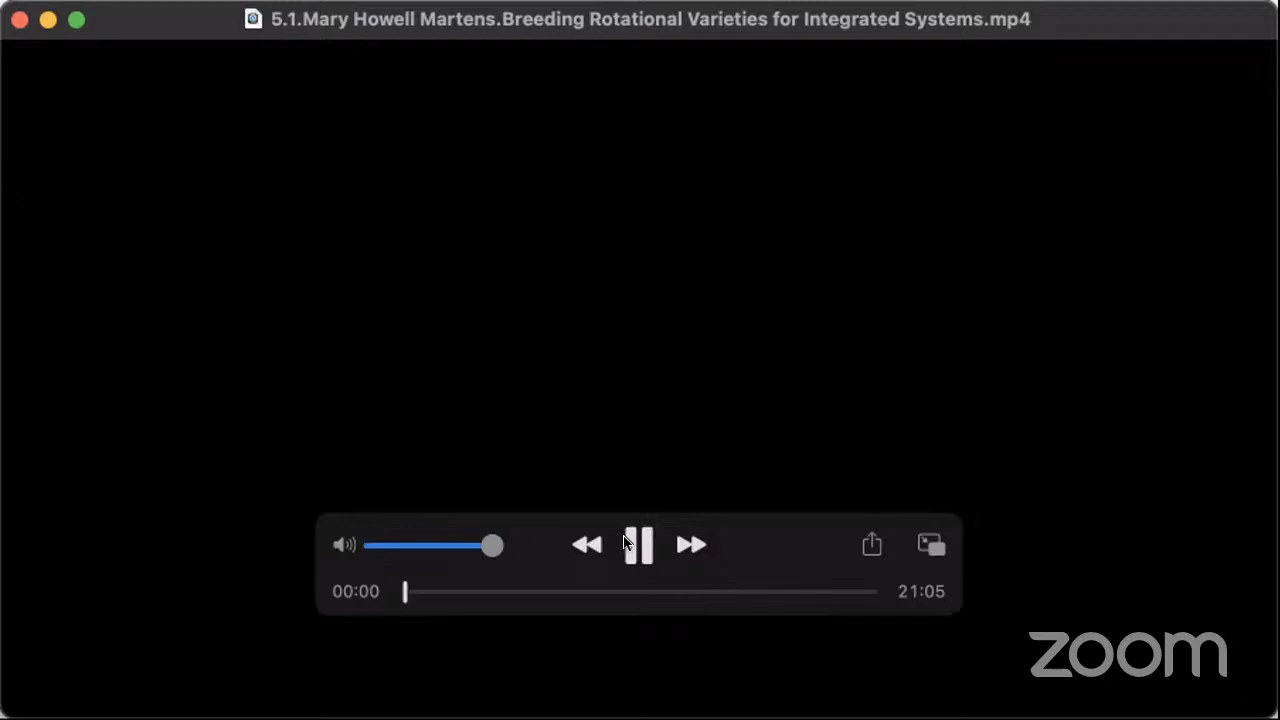 5.1.Mary Howell Martens.Breeding Rotational Varieties for Integrated Systems.mp4
00:00
21:05
zoom